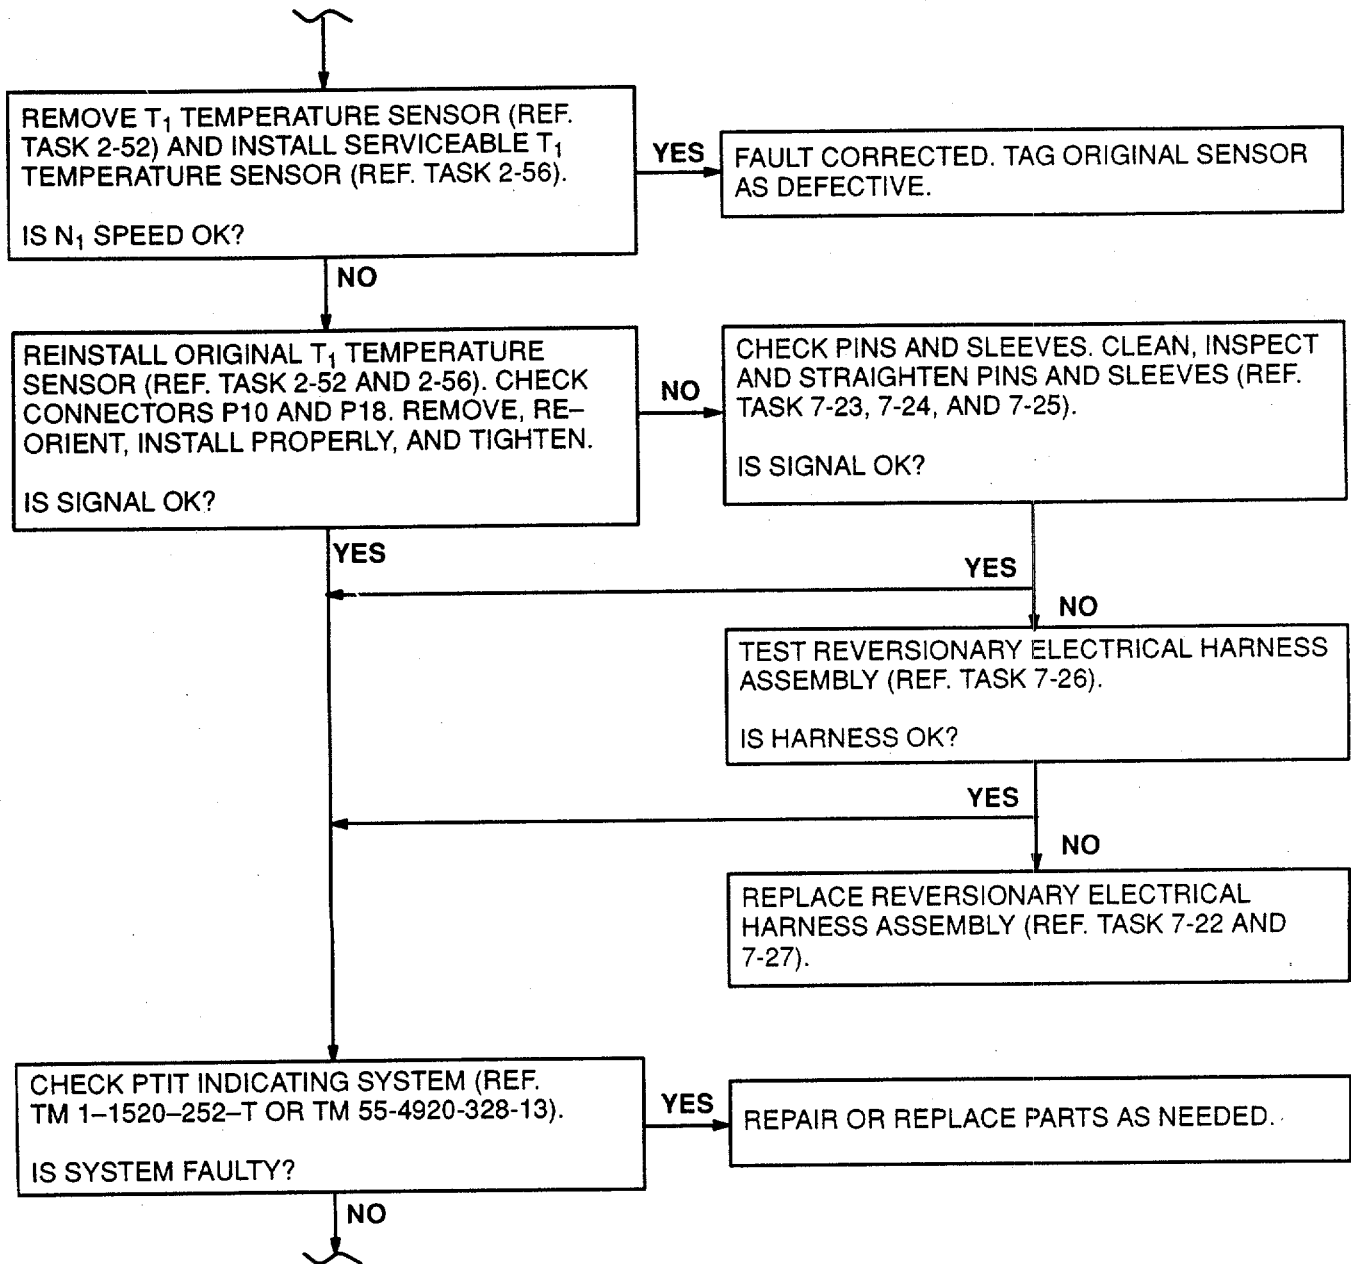 REMOVE T1 TEMPERATURE SENSOR (REF.
TASK 2-52) AND INSTALL SERVICEABLE T1
TEMPERATURE SENSOR (REF. TASK 2-56).
IS N1 SPEED OK?
YES
FAULT CORRECTED. TAG ORIGINAL SENSOR
AS DEFECTIVE.
NO
REINSTALL ORIGINAL T1 TEMPERATURE
SENSOR (REF. TASK 2-52 AND 2-56). CHECK
CONNECTORS P10 AND P18. REMOVE, RE–
ORIENT, INSTALL PROPERLY, AND TIGHTEN.
IS SIGNAL OK?
NO
CHECK PINS AND SLEEVES. CLEAN, INSPECT
AND STRAIGHTEN PINS AND SLEEVES (REF.
TASK 7-23, 7-24, AND 7-25).
IS SIGNAL OK?
YES
YES
NO
TEST REVERSIONARY ELECTRICAL HARNESS
ASSEMBLY (REF. TASK 7-26).
IS HARNESS OK?
YES
NO
REPLACE REVERSIONARY ELECTRICAL
HARNESS ASSEMBLY (REF. TASK 7-22 AND
7-27).
CHECK PTIT INDICATING SYSTEM (REF.
TM 1–1520–252–T OR TM 55-4920-328-13).
IS SYSTEM FAULTY?
YES
REPAIR OR REPLACE PARTS AS NEEDED.
NO